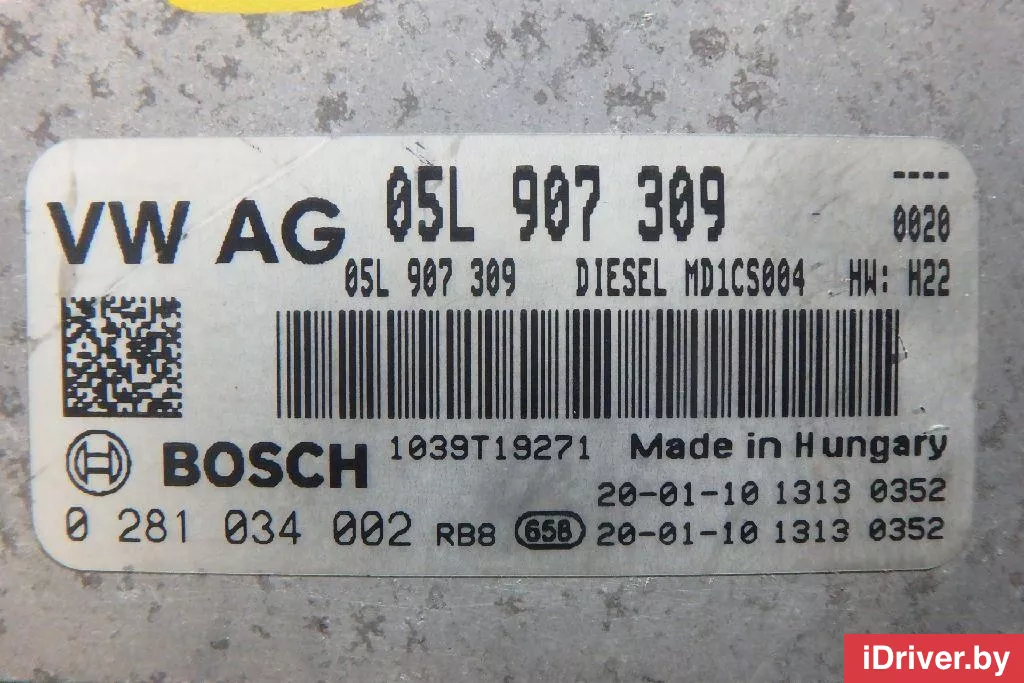 VW AG 05L 907 309 ----
0020
05L 907 309 DIESEL MD1CS004 HW: H22
BOSCH 1039T19271 Made in Hungary
20-01-10 1313 0352
0 281 034 002 RB8 658 20-01-10 1313 0352
iDriver.by